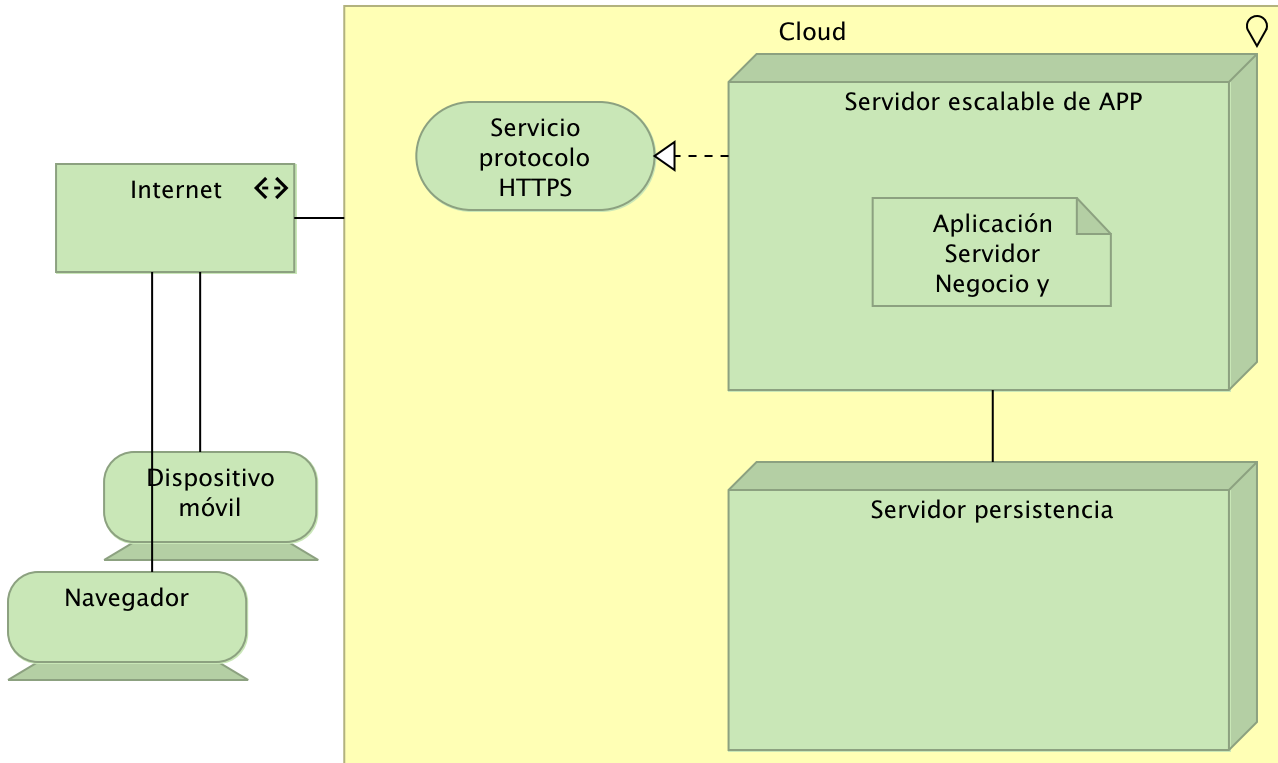 Cloud
Servidor escalable de APP
Servicio
protocolo
HTTPS
Internet
Aplicación
Servidor
Negocio y
Dispositivo
móvil
Servidor persistencia
Navegador